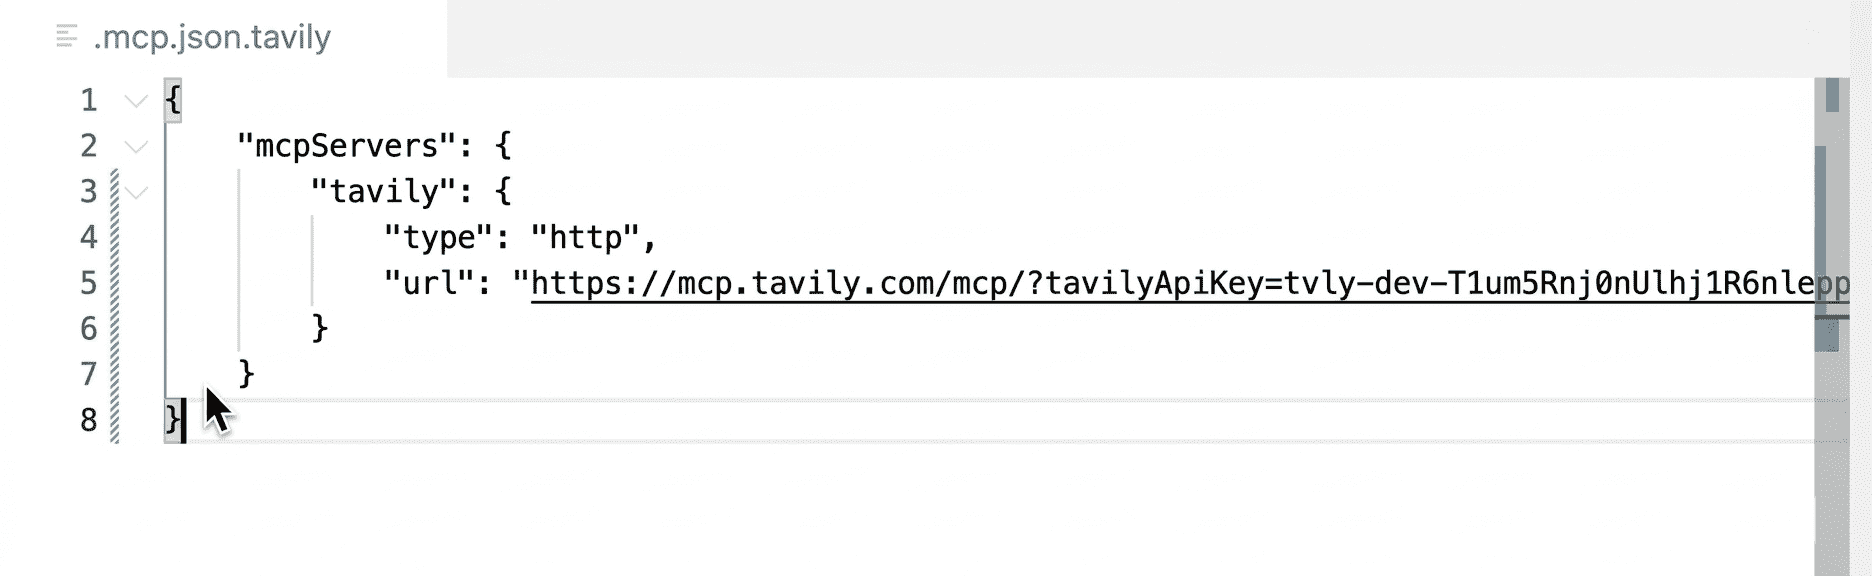 .mcp.json.tavily
1 {
2 "mcpServers": {
3 "tavily": {
4 "type": "http",
5 "url": "https://mcp.tavily.com/mcp/?tavilyApiKey=tvly-dev-T1um5Rnj0nUlhj1R6nlepp
6 }
7 }
8 }